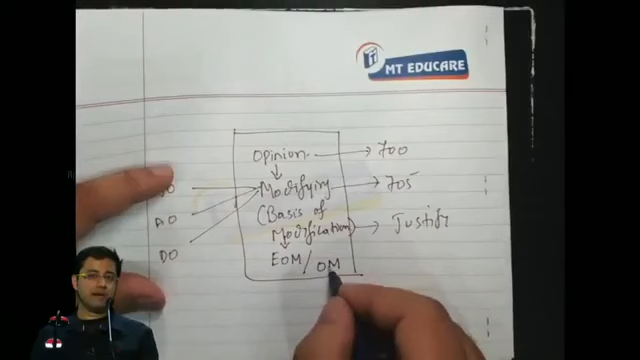 MT EDUCARE
Opinion → 700
Modifying → 705
(Basis of
Modification) → Justify
EOM / OM
AO
DO